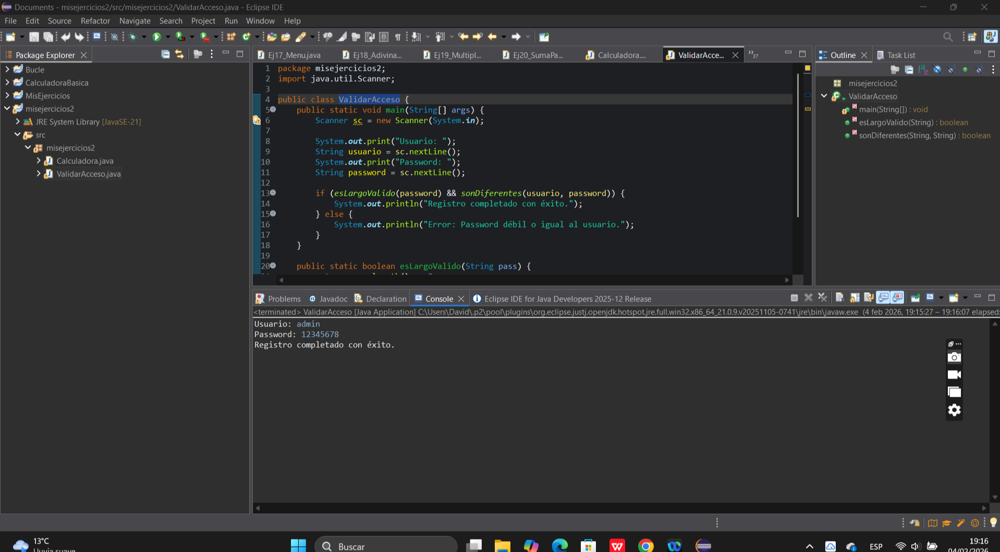 Documents - misejercicios2/src/misejercicios2/ValidarAcceso.java - Eclipse IDE
File Edit Source Refactor Navigate Search Project Run Window Help
Package Explorer
Bucle
CalculadoraBasica
MisEjercicios
misejercicios2
JRE System Library [JavaSE-21]
src
misejercicios2
Calculadora.java
ValidarAcceso.java
Ej17_Menu.java Ej18_Adivina... Ej19_Multipl... Ej20_SumaPa... Calculadora.... ValidarAcce... »37
1 package misejercicios2;
2 import java.util.Scanner;
3
4 public class ValidarAcceso {
5 public static void main(String[] args) {
6 Scanner sc = new Scanner(System.in);
7
8 System.out.print("Usuario: ");
9 String usuario = sc.nextLine();
10 System.out.print("Password: ");
11 String password = sc.nextLine();
12
13 if (esLargoValido(password) && sonDiferentes(usuario, password)) {
14 System.out.println("Registro completado con éxito.");
15 } else {
16 System.out.println("Error: Password débil o igual al usuario.");
17 }
18 }
19
20 public static boolean esLargoValido(String pass) {
Outline Task List
misejercicios2
ValidarAcceso
main(String[]) : void
esLargoValido(String) : boolean
sonDiferentes(String, String) : boolean
Problems Javadoc Declaration Console Eclipse IDE for Java Developers 2025-12 Release
<terminated> ValidarAcceso [Java Application] C:\Users\David\.p2\pool\plugins\org.eclipse.justj.openjdk.hotspot.jre.full.win32.x86_64_21.0.9.v20251105-0741\jre\bin\javaw.exe (4 feb 2026, 19:15:27 – 19:16:07 elapsed:
Usuario: admin
Password: 12345678
Registro completado con éxito.
13°C
Lluvia suave
Buscar
ESP
19:16
04/02/2026